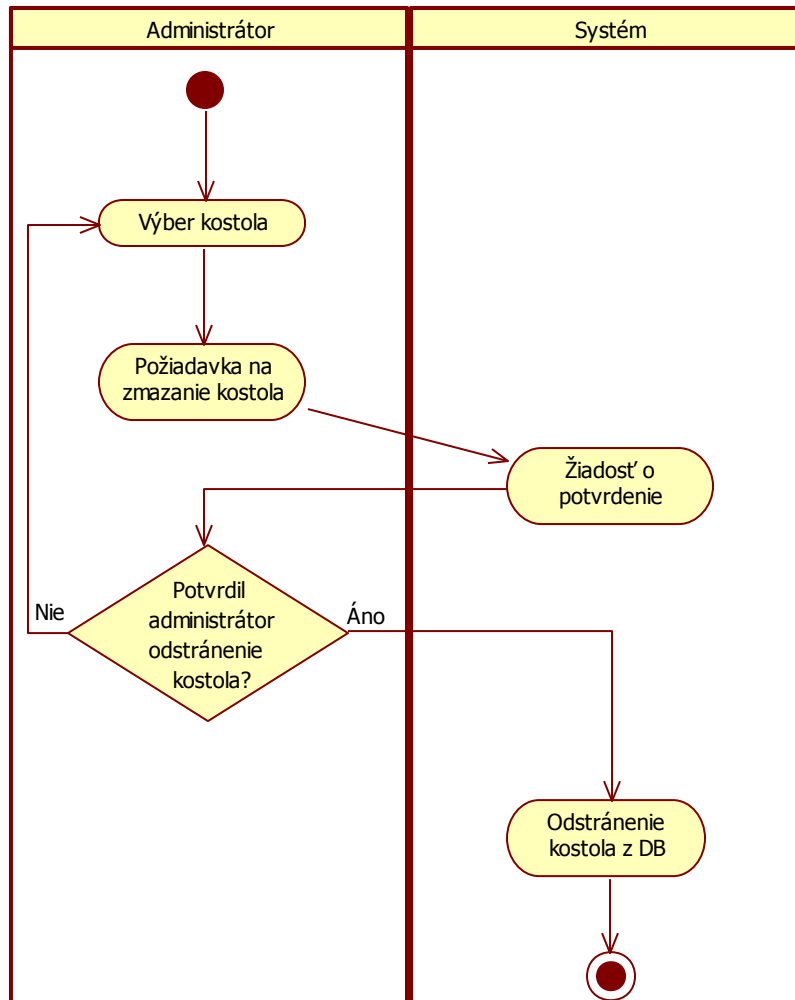 Administrátor
Systém
Výber kostola
Požiadavka na
zmazanie kostola
Žiadosť o
potvrdenie
Potvrdil
administrátor
odstránenie
kostola?
Nie
Áno
Odstránenie
kostola z DB